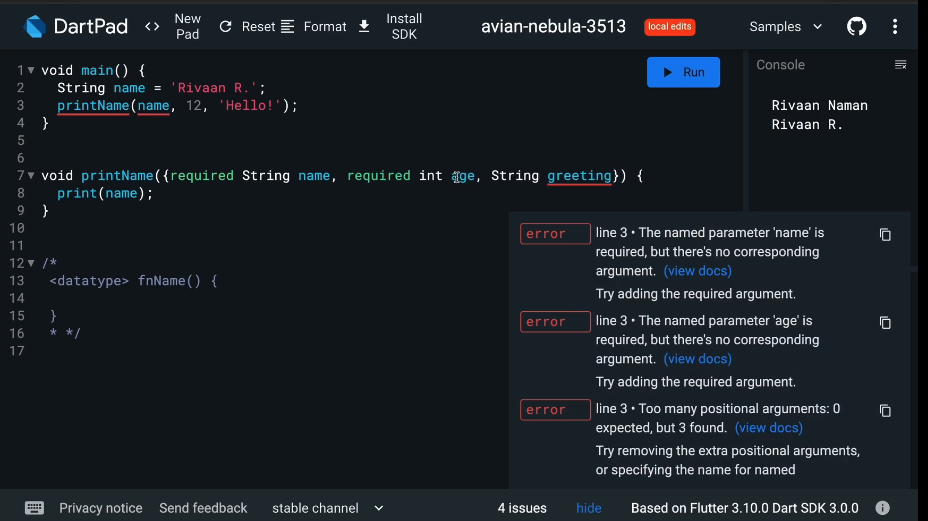 DartPad
<>
New Pad
Reset
Format
Install SDK
avian-nebula-3513
local edits
Samples
1 void main() {
2 String name = 'Rivaan R.';
3 printName(name, 12, 'Hello!');
4 }
5
6
7 void printName({required String name, required int age, String greeting}) {
8 print(name);
9 }
10
11
12 /*
13 <datatype> fnName() {
14
15 }
16 * */
17
Run
Console
Rivaan Naman
Rivaan R.
error
line 3 • The named parameter 'name' is
required, but there's no corresponding
argument. (view docs)
Try adding the required argument.
error
line 3 • The named parameter 'age' is
required, but there's no corresponding
argument. (view docs)
Try adding the required argument.
error
line 3 • Too many positional arguments: 0
expected, but 3 found. (view docs)
Try removing the extra positional arguments,
or specifying the name for named
Privacy notice
Send feedback
stable channel
4 issues
hide
Based on Flutter 3.10.0 Dart SDK 3.0.0